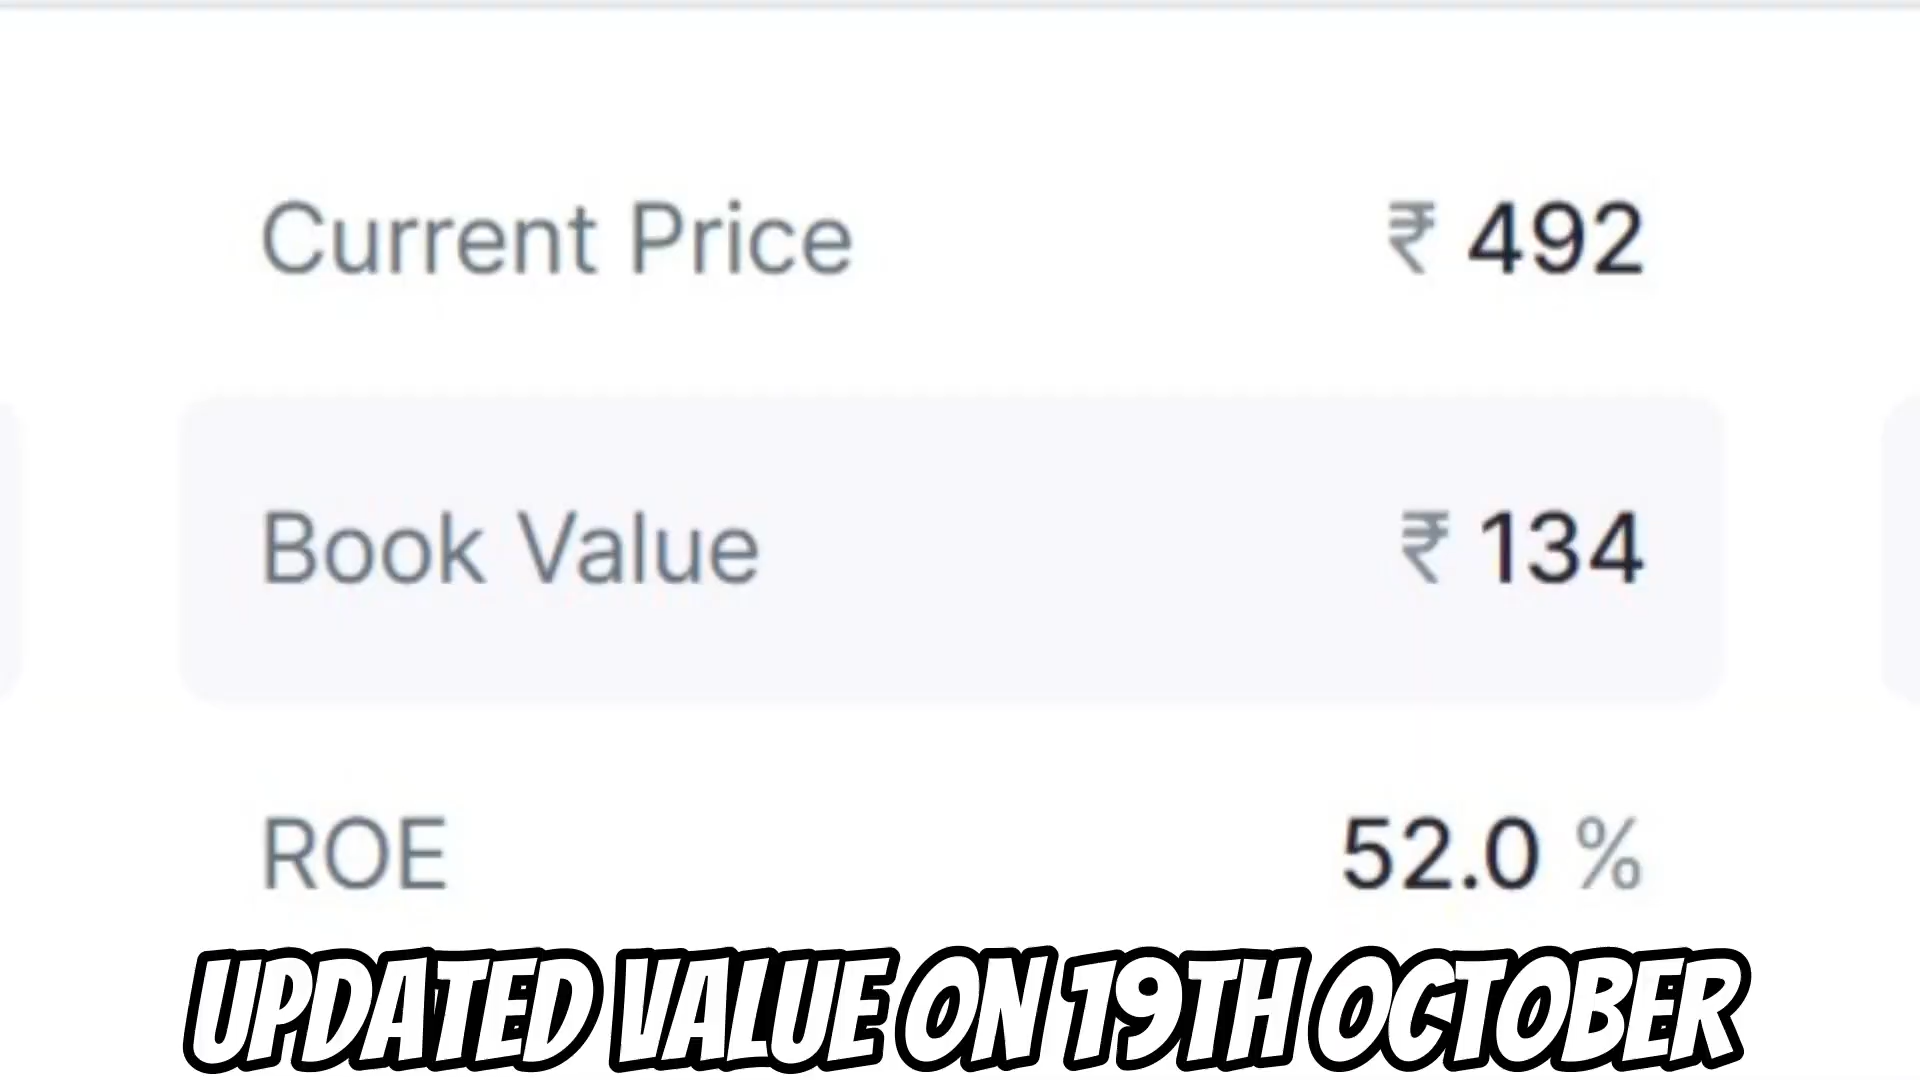 Current Price ₹ 492
Book Value ₹ 134
ROE 52.0 %
UPDATED VALUE ON 19TH OCTOBER